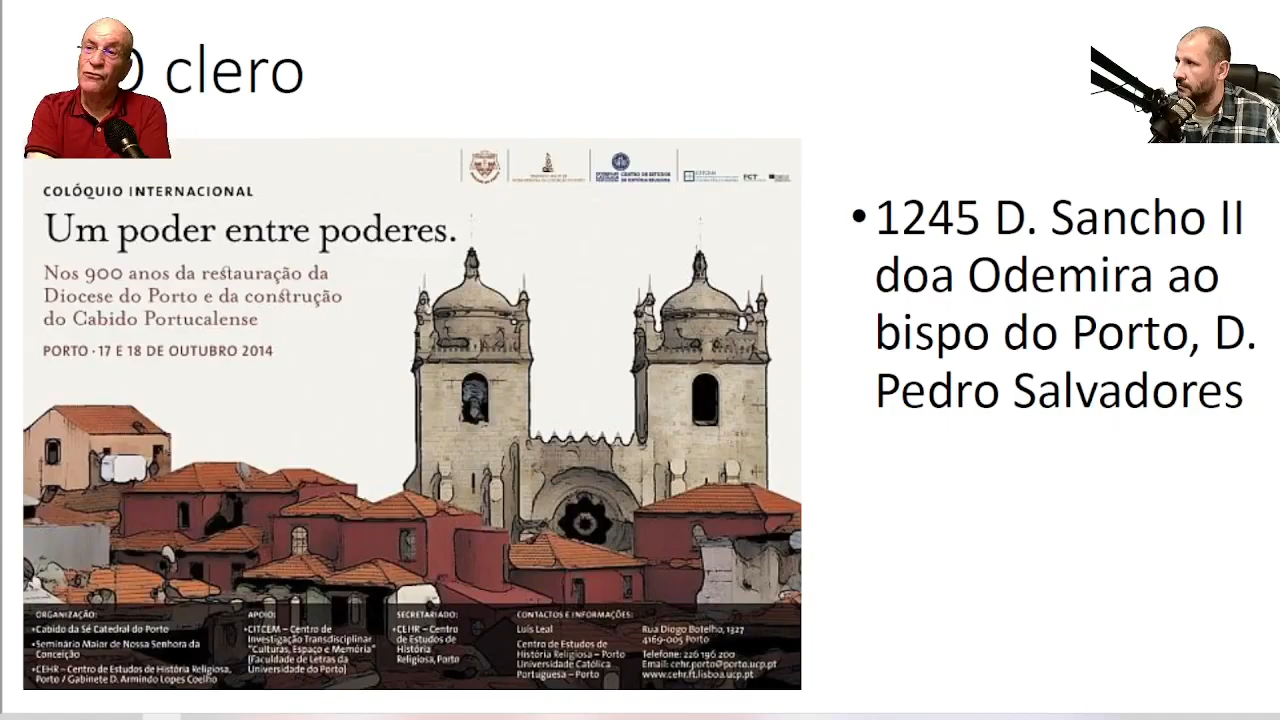 O clero
COLÓQUIO INTERNACIONAL
Um poder entre poderes.
Nos 900 anos da restauração da
Diocese do Porto e da construção
do Cabido Portucalense
PORTO · 17 E 18 DE OUTUBRO 2014
• 1245 D. Sancho II
doa Odemira ao
bispo do Porto, D.
Pedro Salvadores
ORGANIZAÇÃO:
•Cabido da Sé Catedral do Porto
•Seminário Maior de Nossa Senhora da
Conceição
•CEHR – Centro de Estudos de História Religiosa,
Porto / Gabinete D. Armindo Lopes Coelho
APOIO:
•CITCEM – Centro de
Investigação Transdisciplinar
"Culturas, Espaço e Memória"
(Faculdade de Letras da
Universidade do Porto)
SECRETARIADO:
•CEHR – Centro
de Estudos de
História
Religiosa, Porto
CONTACTOS E INFORMAÇÕES:
Luís Leal
Centro de Estudos de
História Religiosa – Porto
Universidade Católica
Portuguesa – Porto
Rua Diogo Botelho, 1327
4169-005 Porto
Telefone: 226 196 200
Email: cehr.porto@porto.ucp.pt
www.cehr.ft.lisboa.ucp.pt